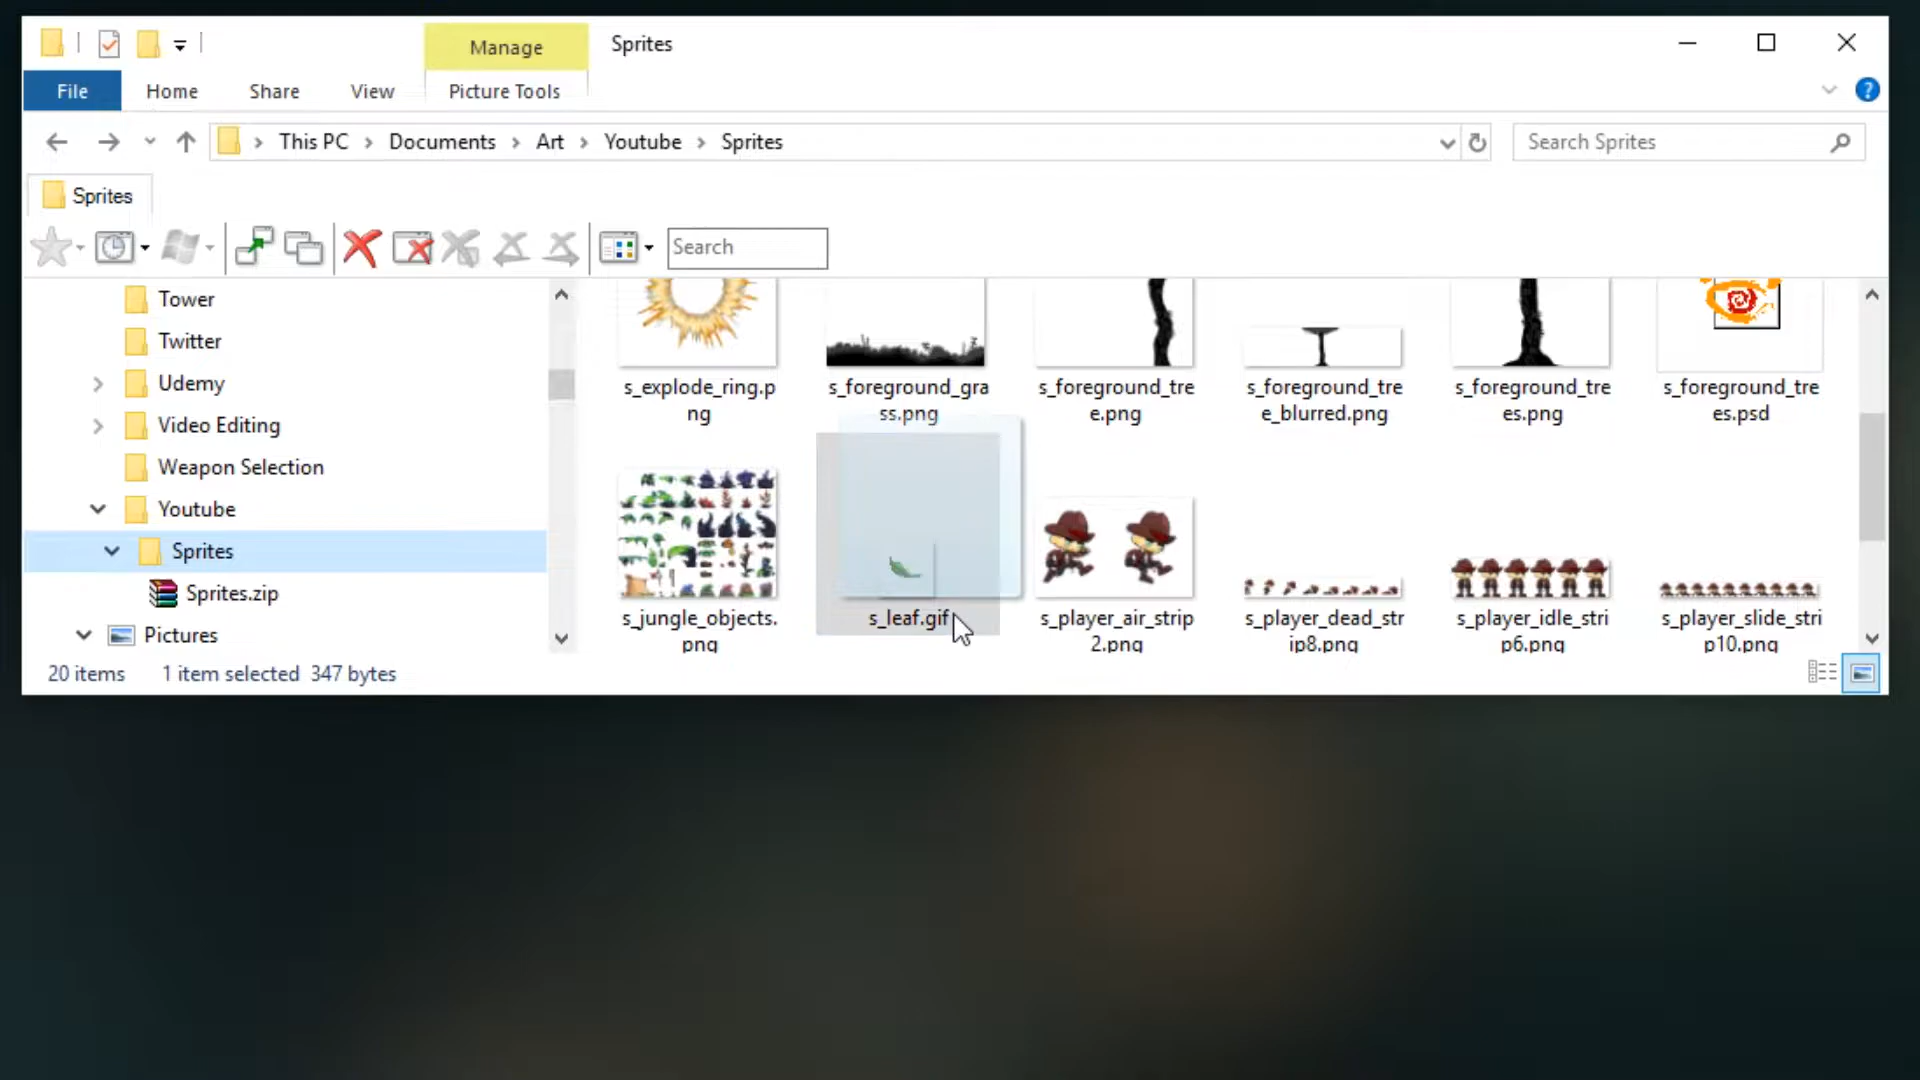 Manage
Sprites
File
Home
Share
View
Picture Tools
This PC
Documents
Art
Youtube
Sprites
Search Sprites
Sprites
Search
Tower
Twitter
Udemy
Video Editing
Weapon Selection
Youtube
Sprites
Sprites.zip
Pictures
s_explode_ring.p
ng
s_foreground_gra
ss.png
s_foreground_tre
e.png
s_foreground_tre
e_blurred.png
s_foreground_tre
es.png
s_foreground_tre
es.psd
s_jungle_objects.
png
s_leaf.gif
s_player_air_strip
2.png
s_player_dead_str
ip8.png
s_player_idle_stri
p6.png
s_player_slide_stri
p10.png
20 items
1 item selected 347 bytes